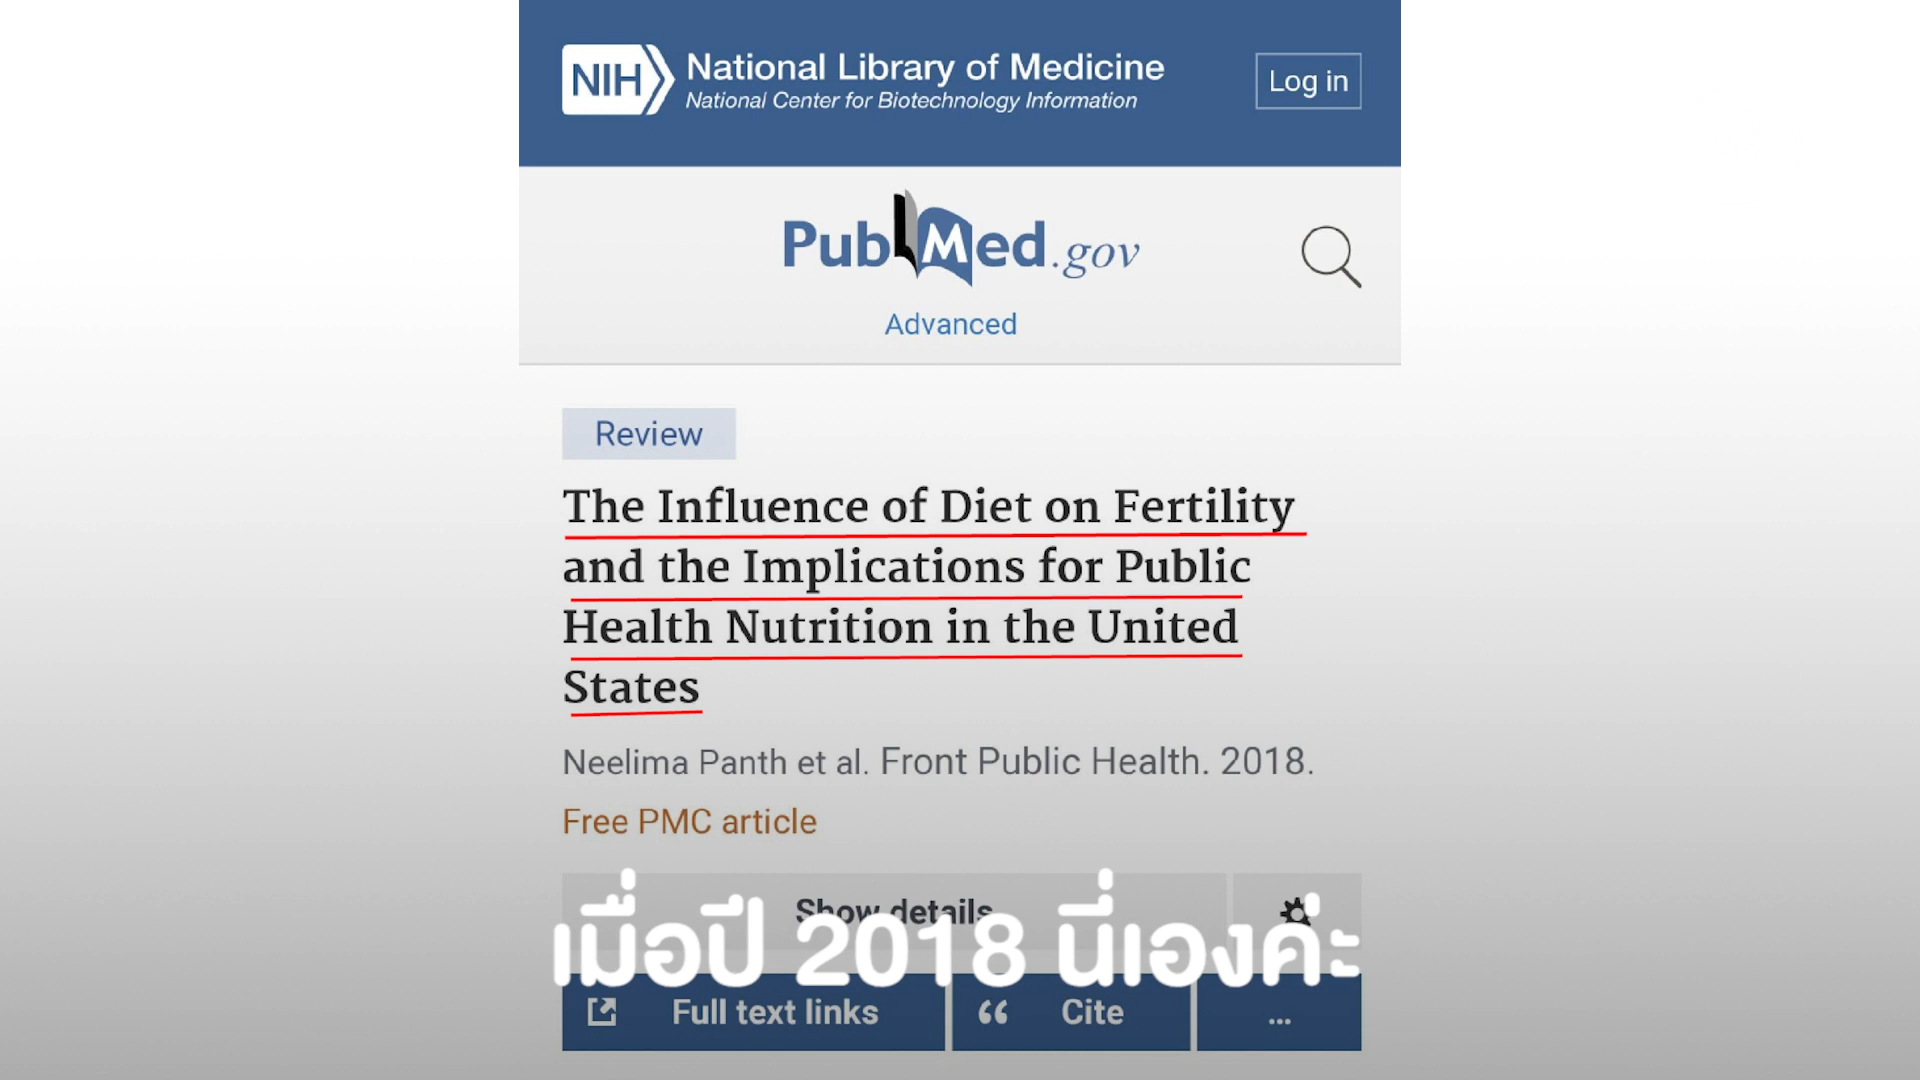 NIH National Library of Medicine
National Center for Biotechnology Information
Log in
PubMed.gov
Advanced
Review
The Influence of Diet on Fertility
and the Implications for Public
Health Nutrition in the United
States
Neelima Panth et al. Front Public Health. 2018.
Free PMC article
Show details
เมื่อปี 2018 นี่เองค่ะ
Full text links
Cite
...